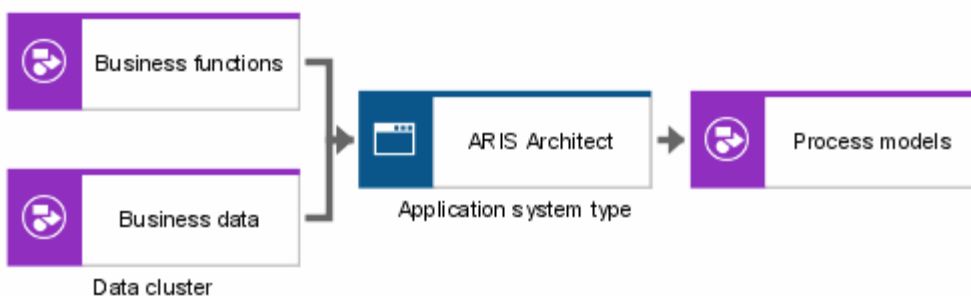 Business functions
Business data
Data cluster
ARIS Architect
Application system type
Process models